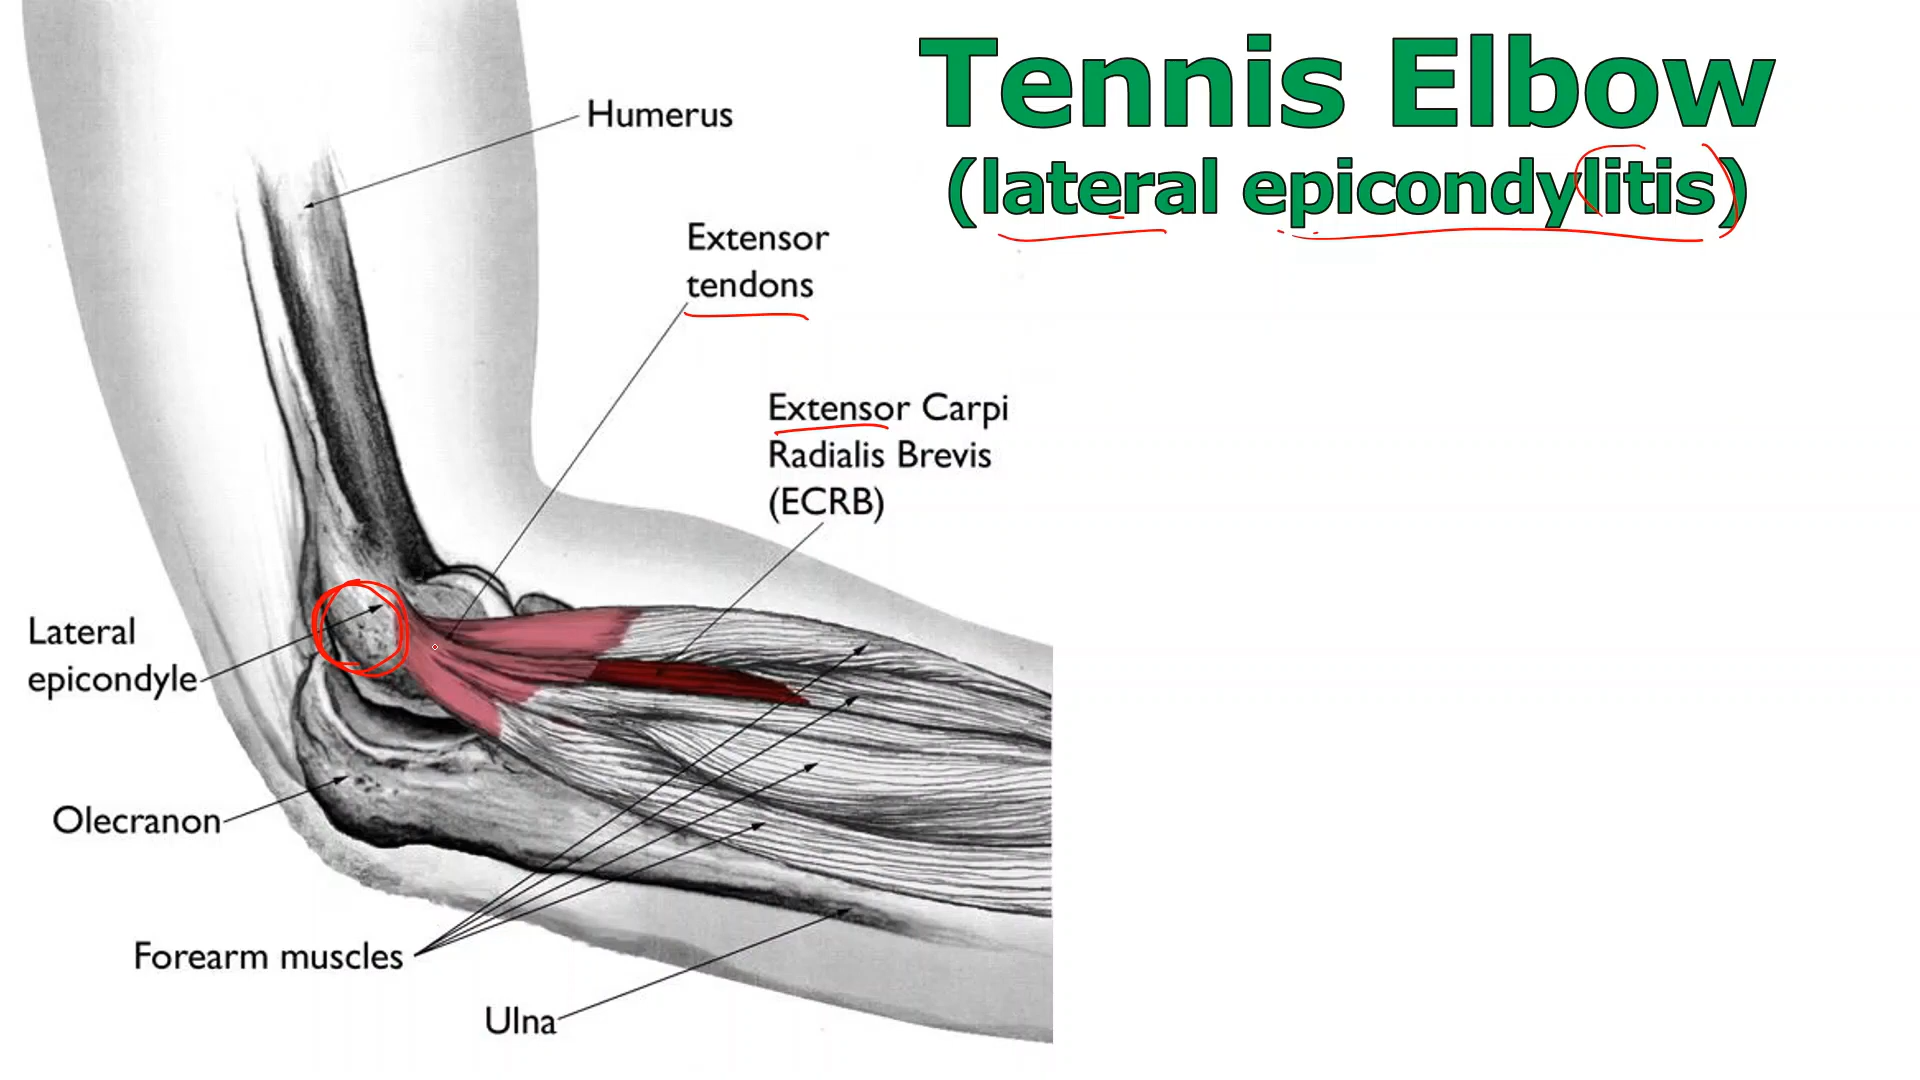 Tennis Elbow
(lateral epicondylitis)
Humerus
Extensor
tendons
Extensor Carpi
Radialis Brevis
(ECRB)
Lateral
epicondyle
Olecranon
Forearm muscles
Ulna